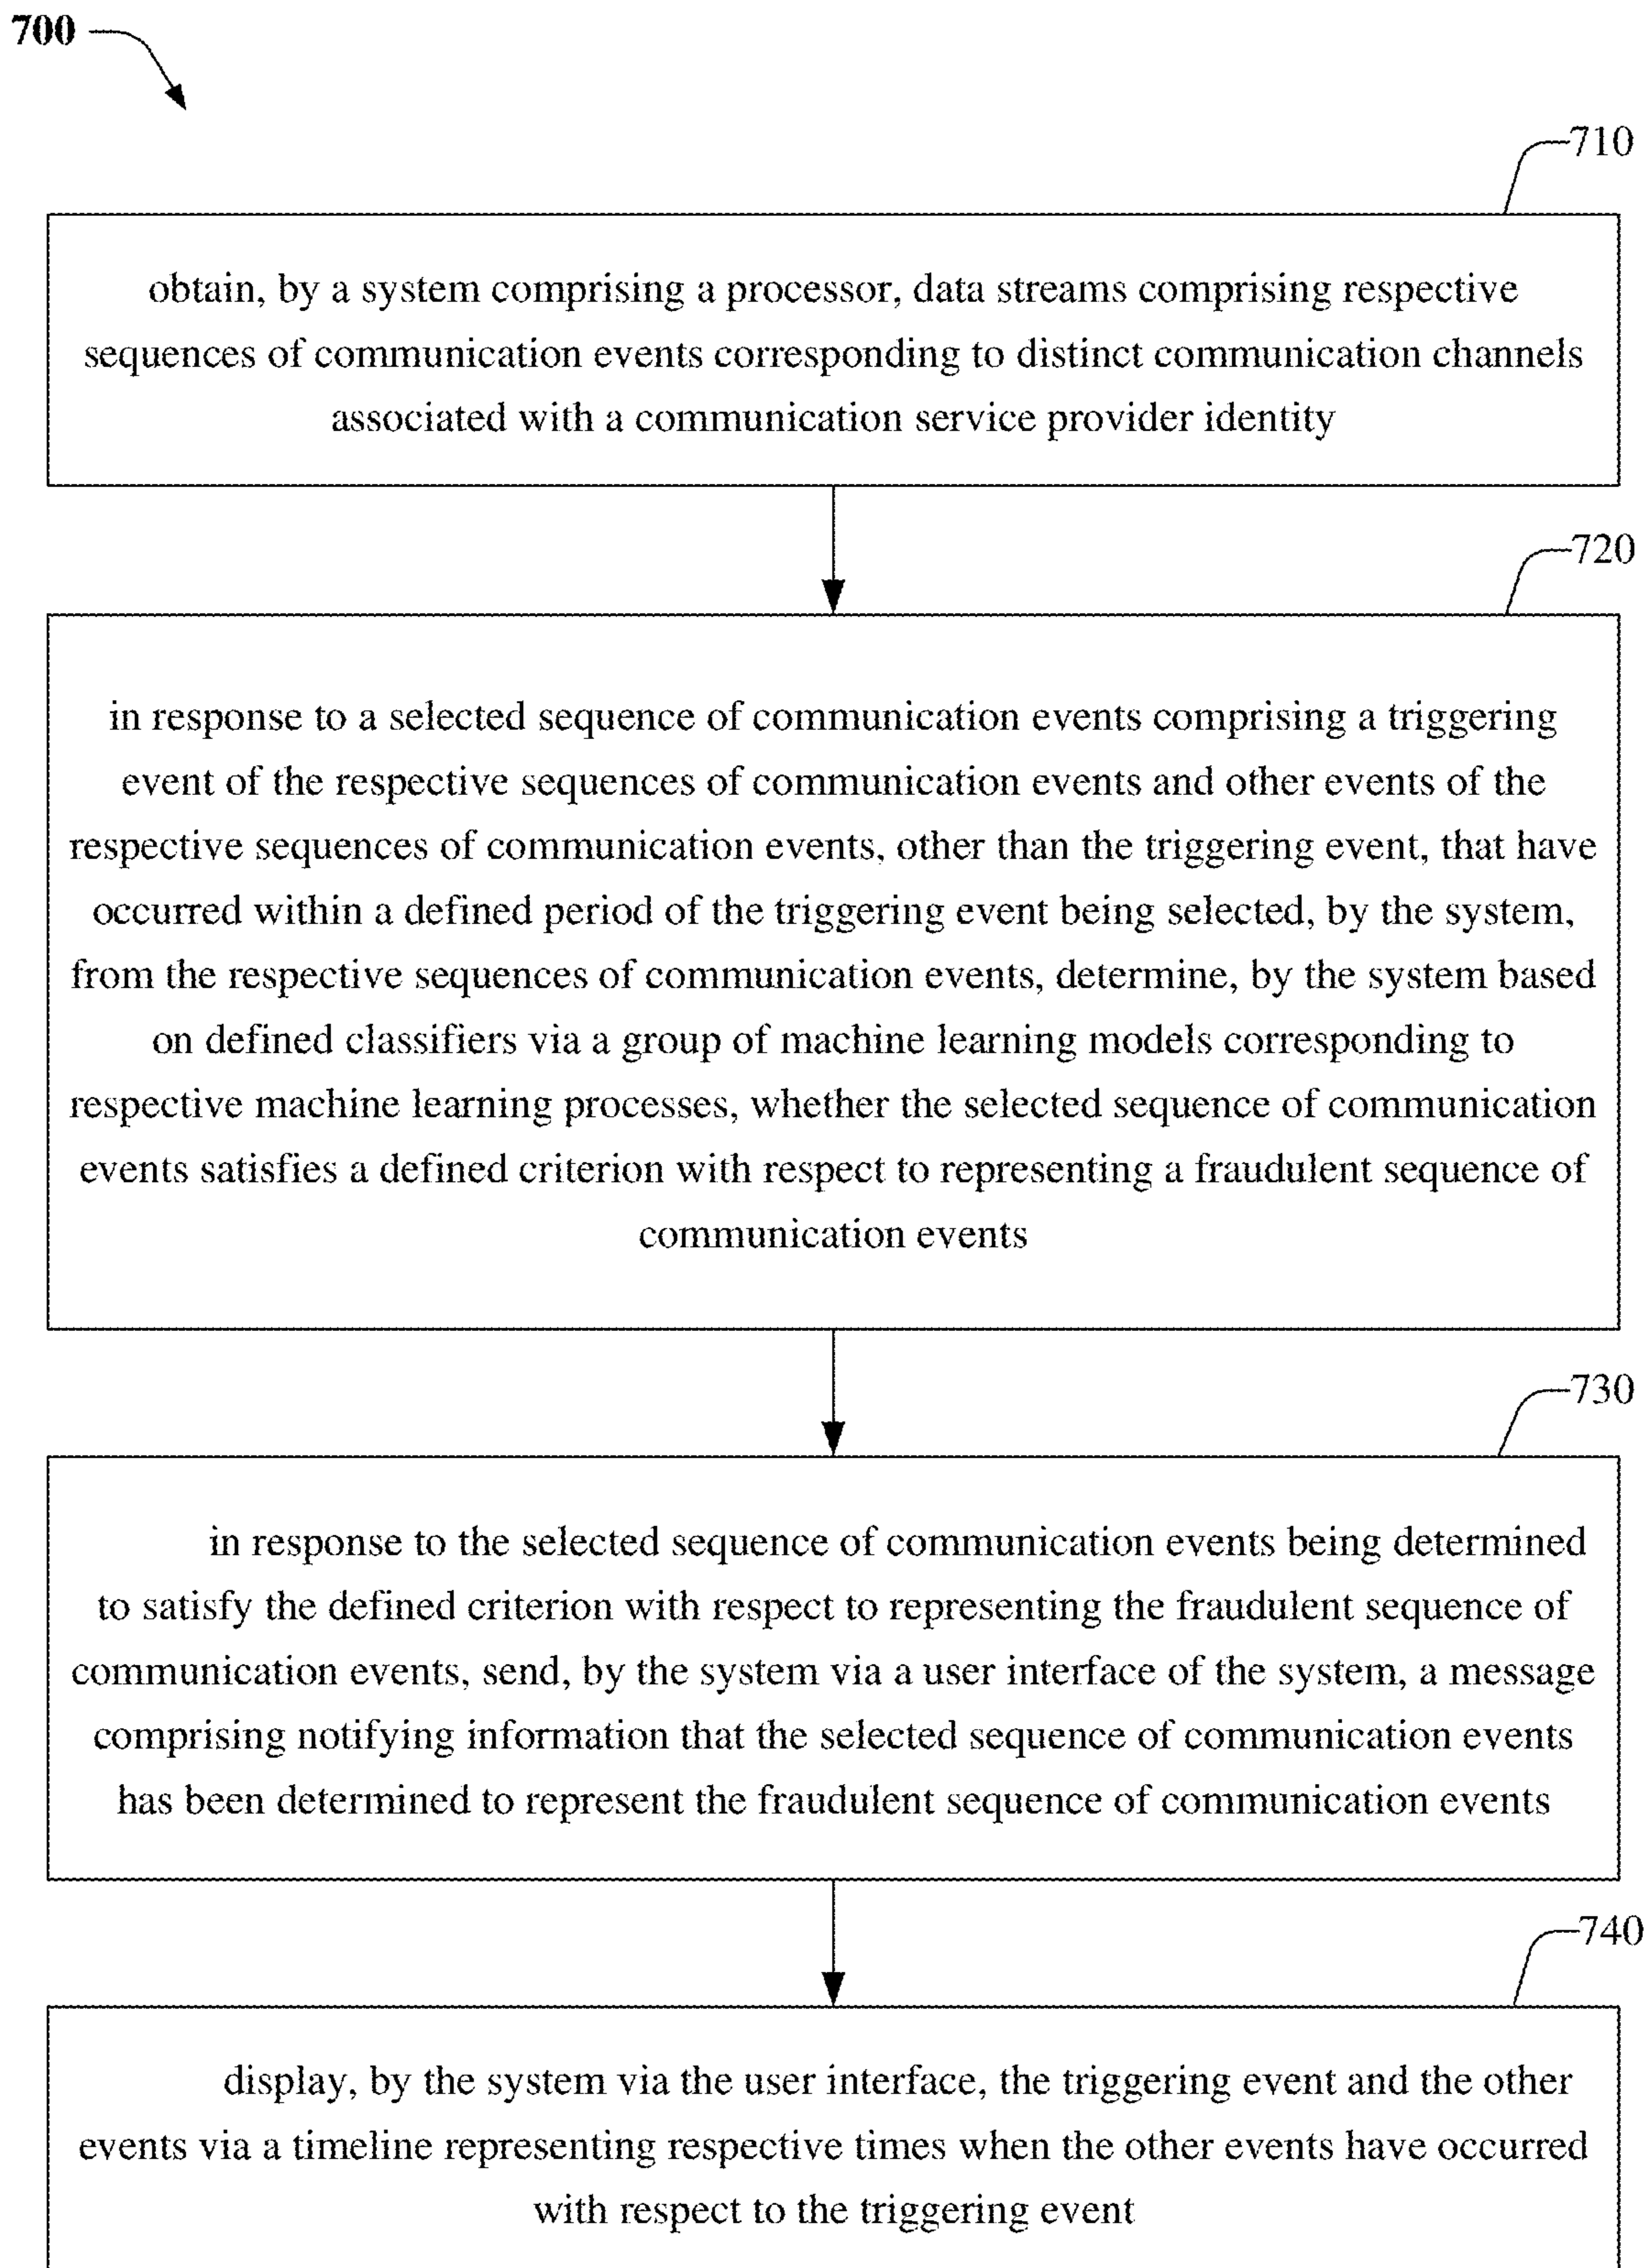 700
710
obtain, by a system comprising a processor, data streams comprising respective
sequences of communication events corresponding to distinct communication channels
associated with a communication service provider identity
720
in response to a selected sequence of communication events comprising a triggering
event of the respective sequences of communication events and other events of the
respective sequences of communication events, other than the triggering event, that have
occurred within a defined period of the triggering event being selected, by the system,
from the respective sequences of communication events, determine, by the system based
on defined classifiers via a group of machine learning models corresponding to
respective machine learning processes, whether the selected sequence of communication
events satisfies a defined criterion with respect to representing a fraudulent sequence of
communication events
730
in response to the selected sequence of communication events being determined
to satisfy the defined criterion with respect to representing the fraudulent sequence of
communication events, send, by the system via a user interface of the system, a message
comprising notifying information that the selected sequence of communication events
has been determined to represent the fraudulent sequence of communication events
740
display, by the system via the user interface, the triggering event and the other
events via a timeline representing respective times when the other events have occurred
with respect to the triggering event